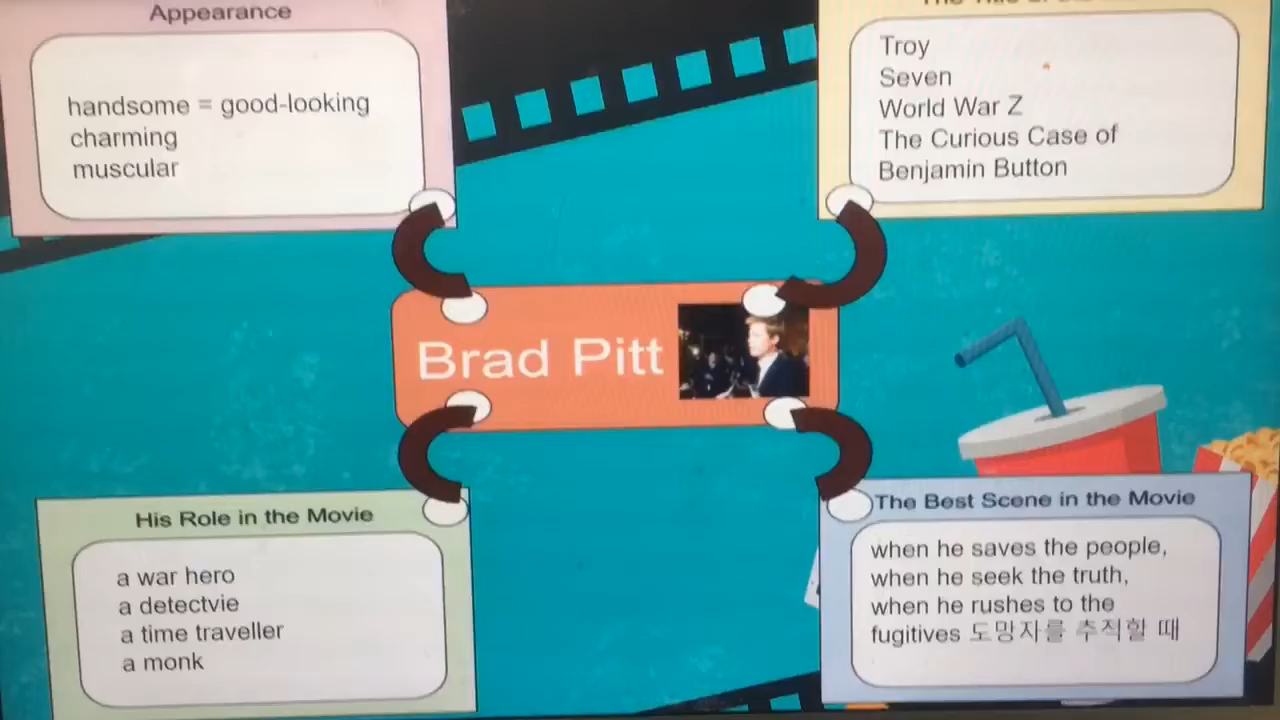 Appearance
handsome = good-looking
charming
muscular
Troy
Seven
World War Z
The Curious Case of
Benjamin Button
Brad Pitt
His Role in the Movie
a war hero
a detectvie
a time traveller
a monk
The Best Scene in the Movie
when he saves the people,
when he seek the truth,
when he rushes to the
fugitives 도망자를 추적할 때